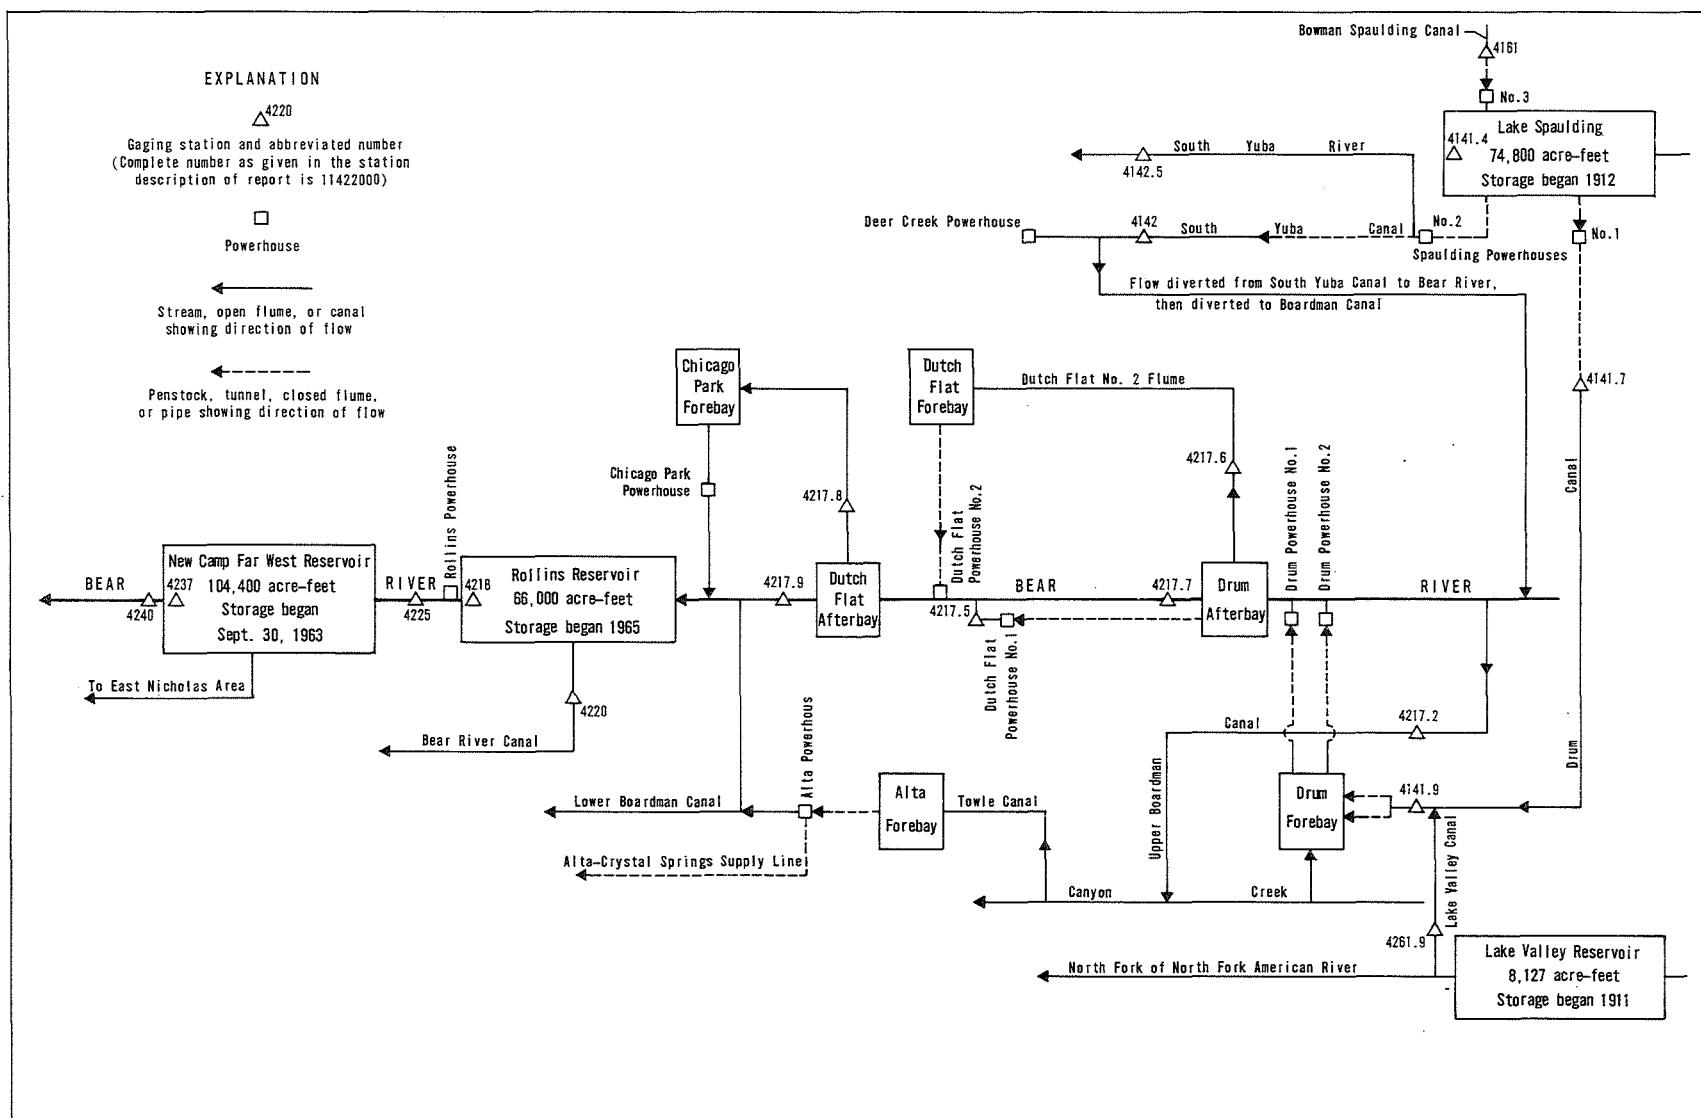 Bowman Spaulding Canal
4161
No.3
EXPLANATION
4220
Gaging station and abbreviated number
(Complete number as given in the station
description of report is 11422000)
Powerhouse
Stream, open flume, or canal
showing direction of flow
Penstock, tunnel, closed flume,
or pipe showing direction of flow
Lake Spaulding
4141.4
74,800 acre-feet
Storage began 1912
South Yuba River
4142.5
Deer Creek Powerhouse
4142
South Yuba Canal
No.2
No.1
Spaulding Powerhouses
Flow diverted from South Yuba Canal to Bear River,
then diverted to Boardman Canal
4141.7
Canal
Drum
Chicago
Park
Forebay
Dutch
Flat
Forebay
Dutch Flat No. 2 Flume
4217.6
Drum Powerhouse No.1
Drum Powerhouse No.2
Chicago Park
Powerhouse
4217.8
Rollins Powerhouse
Dutch Flat
Powerhouse No.2
New Camp Far West Reservoir
104,400 acre-feet
Storage began
Sept. 30, 1963
4237
BEAR
4240
RIVER
4225
4218
Rollins Reservoir
66,000 acre-feet
Storage began 1965
4217.9
Dutch
Flat
Afterbay
4217.5
BEAR
4217.7
Drum
Afterbay
RIVER
Dutch Flat
Powerhouse No.1
To East Nicholas Area
4220
Bear River Canal
Canal
4217.2
Upper Boardman
Alta Powerhous
Lower Boardman Canal
Alta
Forebay
Towle Canal
Drum
Forebay
4141.9
Alta-Crystal Springs Supply Line
Canyon Creek
Lake Valley Canal
4261.9
North Fork of North Fork American River
Lake Valley Reservoir
8,127 acre-feet
Storage began 1911